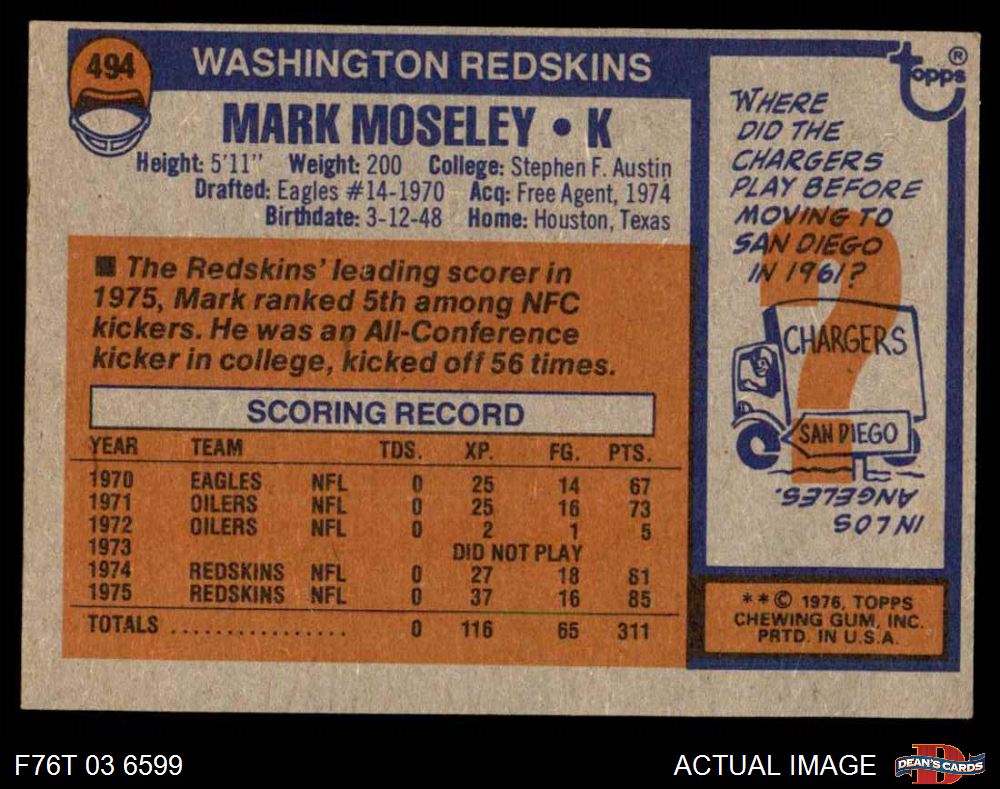 494
WASHINGTON REDSKINS
MARK MOSELEY • K
Height: 5'11" Weight: 200 College: Stephen F. Austin
Drafted: Eagles #14-1970 Acq: Free Agent, 1974
Birthdate: 3-12-48 Home: Houston, Texas
■ The Redskins' leading scorer in
1975, Mark ranked 5th among NFC
kickers. He was an All-Conference
kicker in college, kicked off 56 times.
SCORING RECORD
YEAR TEAM TDS. XP. FG. PTS.
1970 EAGLES NFL 0 25 14 67
1971 OILERS NFL 0 25 16 73
1972 OILERS NFL 0 2 1 5
1973 DID NOT PLAY
1974 REDSKINS NFL 0 27 18 81
1975 REDSKINS NFL 0 37 16 85
TOTALS ................ 0 116 65 311
topps®
WHERE
DID THE
CHARGERS
PLAY BEFORE
MOVING TO
SAN DIEGO
IN 1961?
?
CHARGERS
SAN DIEGO
IN LOS
ANGELES.
**© 1976, TOPPS
CHEWING GUM, INC.
PRTD. IN U.S.A.
F76T 03 6599
ACTUAL IMAGE
D
DEAN'S CARDS